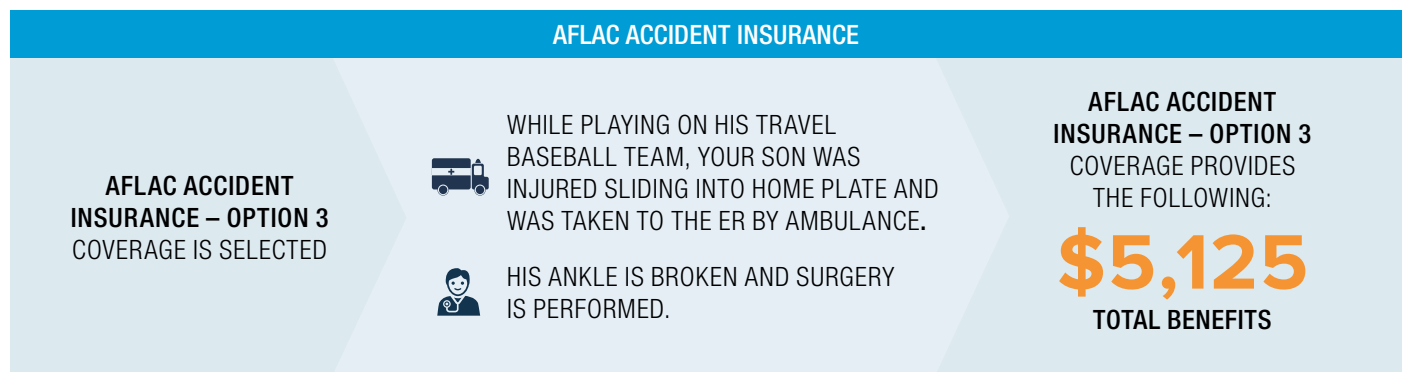 AFLAC ACCIDENT INSURANCE
AFLAC ACCIDENT
INSURANCE – OPTION 3
COVERAGE IS SELECTED
WHILE PLAYING ON HIS TRAVEL
BASEBALL TEAM, YOUR SON WAS
INJURED SLIDING INTO HOME PLATE AND
WAS TAKEN TO THE ER BY AMBULANCE.
HIS ANKLE IS BROKEN AND SURGERY
IS PERFORMED.
AFLAC ACCIDENT
INSURANCE – OPTION 3
COVERAGE PROVIDES
THE FOLLOWING:
$5,125
TOTAL BENEFITS